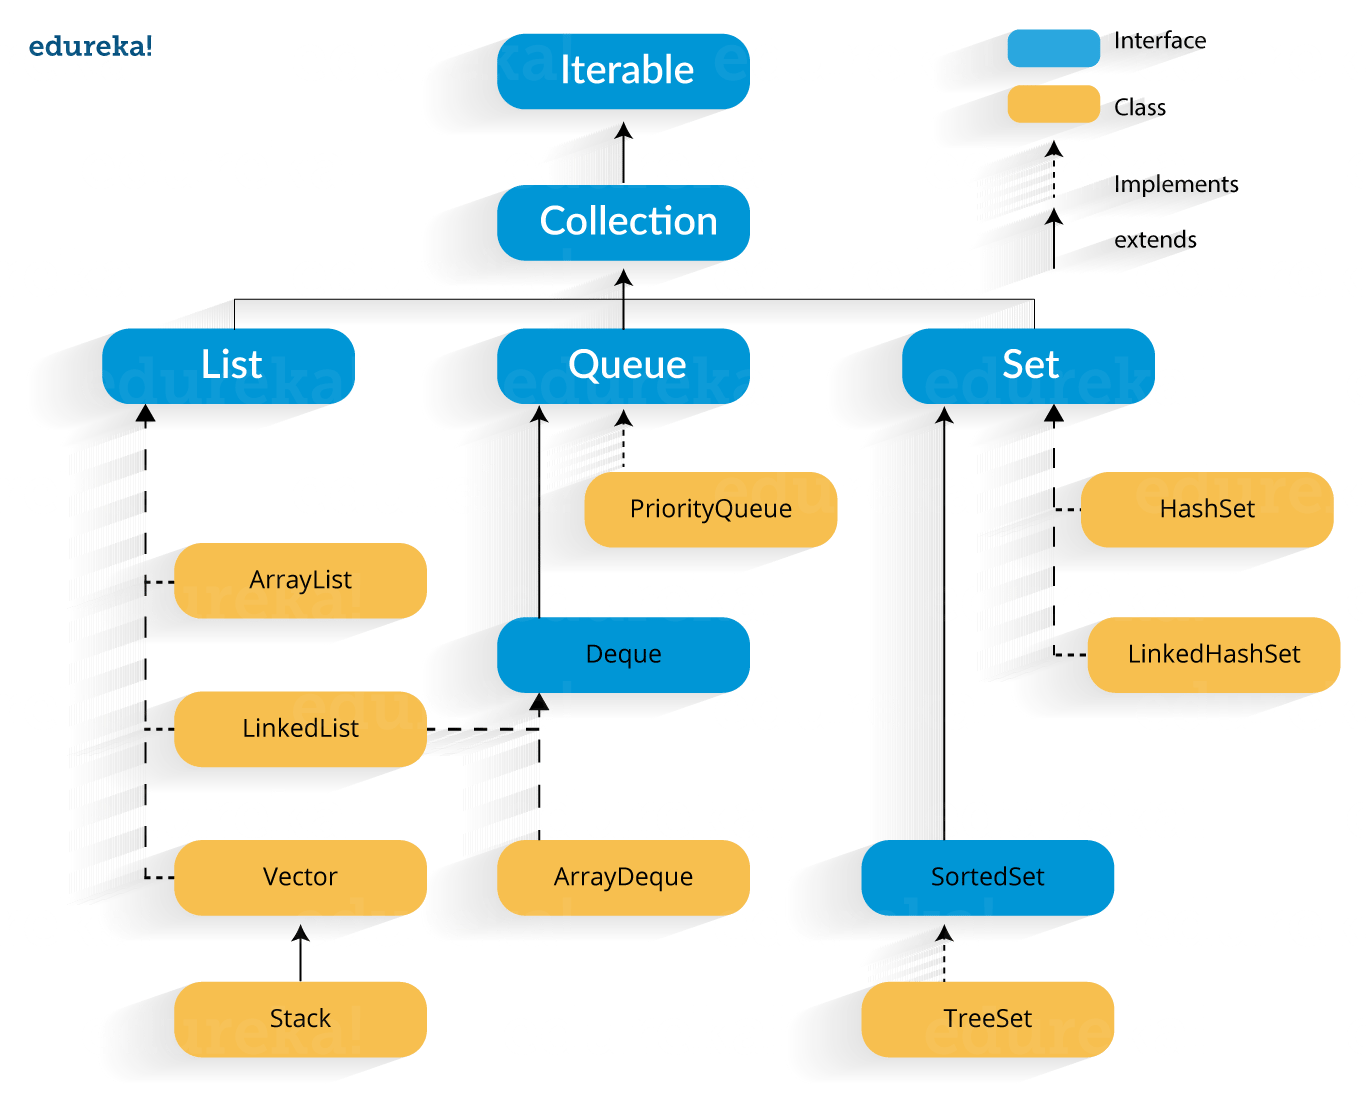 edureka!
Iterable
Interface
Class
Collection
Implements
extends
List
Queue
Set
PriorityQueue
HashSet
ArrayList
Deque
LinkedHashSet
LinkedList
Vector
ArrayDeque
SortedSet
Stack
TreeSet